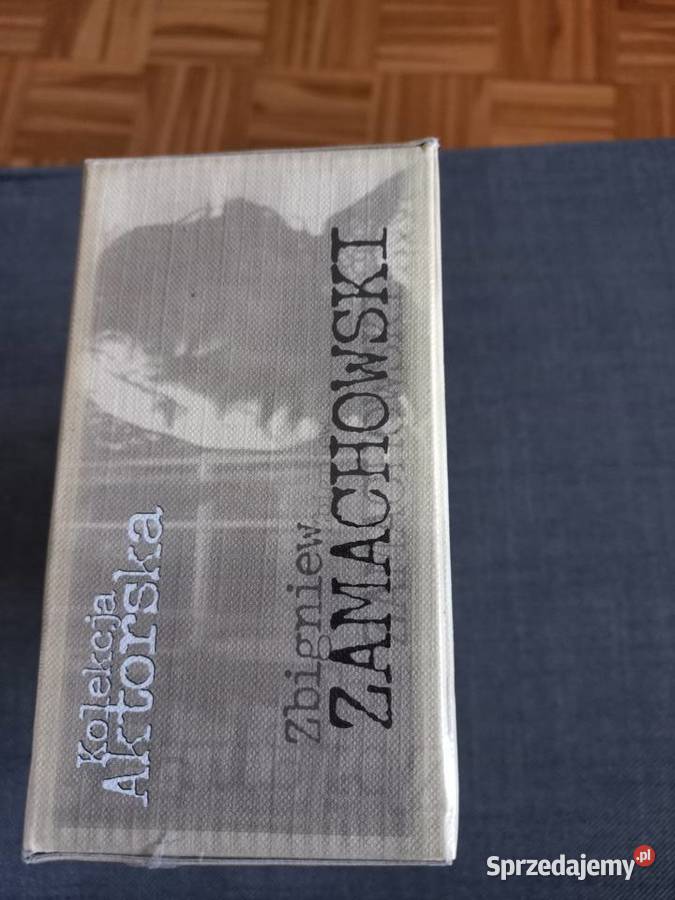 Kolekcja
Aktorska
Zbigniew
ZAMACHOWSKI
Sprzedajemy.pl